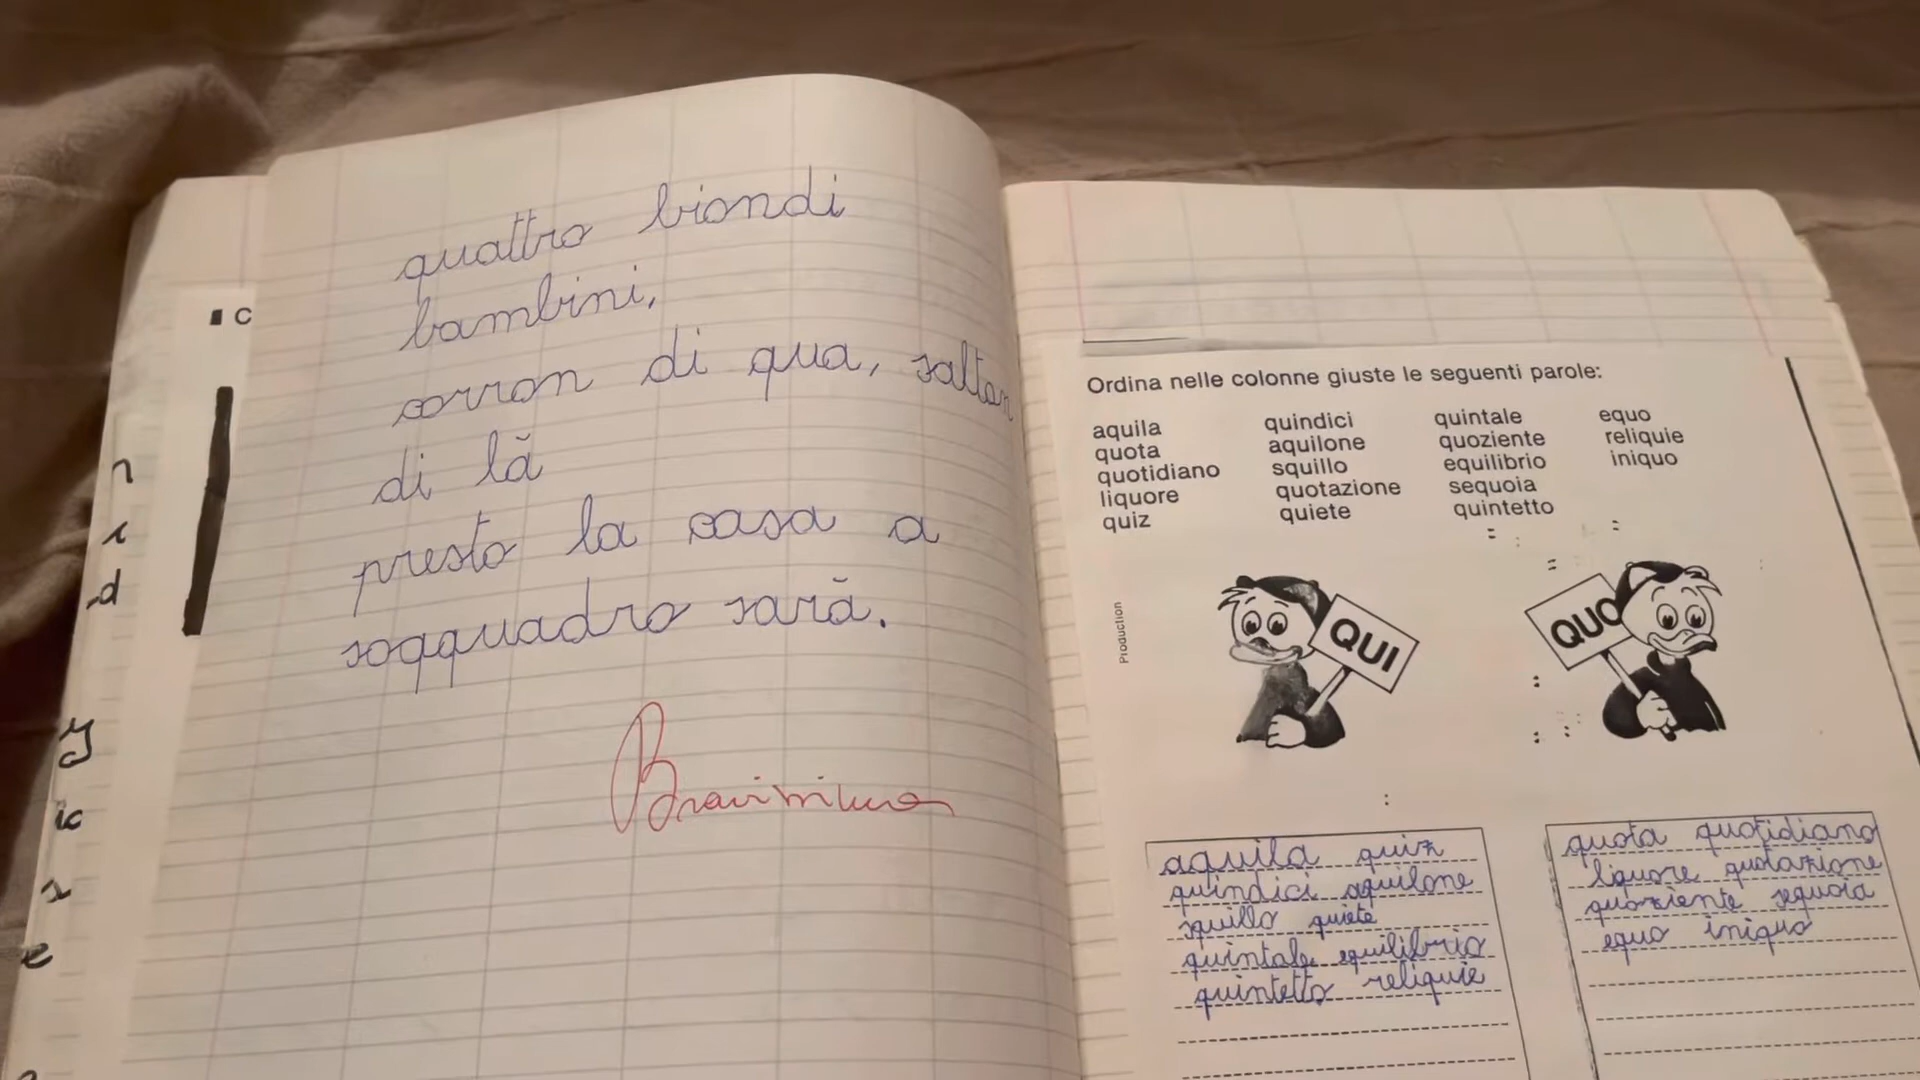 quattro biondi
bambini,
corron di qua, saltan
di lă
presto la casa a
soqquadro sară.
Bravissimo
C
Ordina nelle colonne giuste le seguenti parole:
aquila quindici quintale equo
quota aquilone quoziente reliquie
quotidiano squillo equilibrio iniquo
liquore quotazione sequoia
quiz quiete quintetto
Production
QUI
QUO
aquila quiz
quindici aquilone
squillo quiete
quintale equilibrio
quintetto reliquie
quota quotidiano
liquore quotazione
quoziente sequoia
equo iniquo